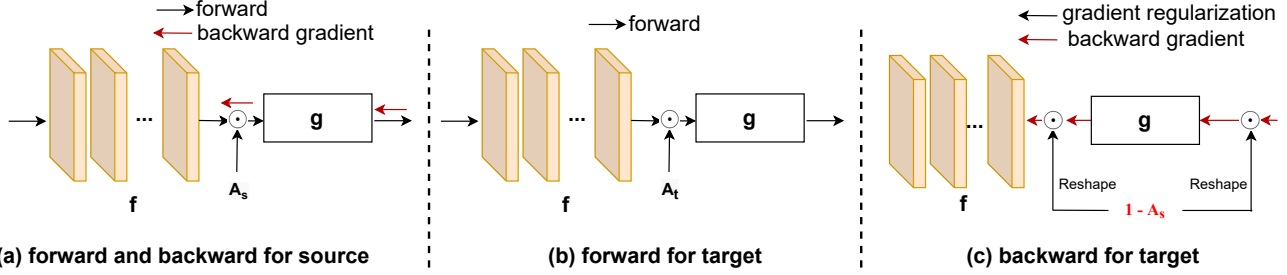 forward
backward gradient
...
g
A_s
f
(a) forward and backward for source
forward
...
g
A_t
f
(b) forward for target
gradient regularization
backward gradient
...
g
Reshape
Reshape
1 - A_s
f
(c) backward for target